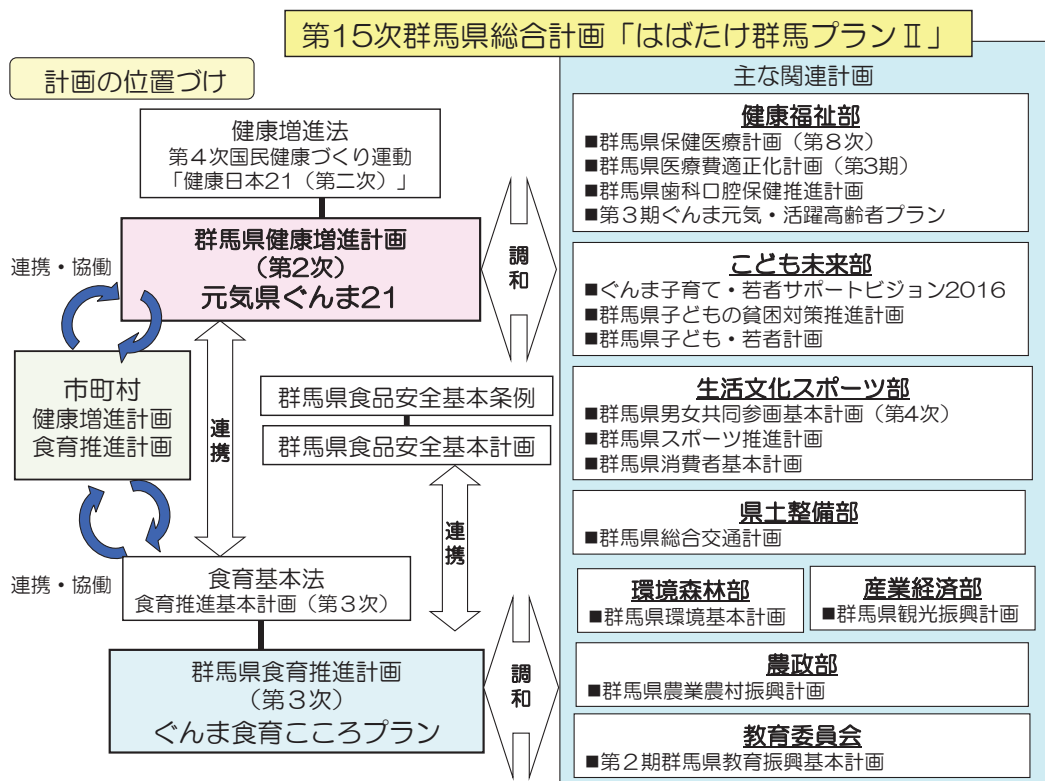 第15次群馬県総合計画「はばたけ群馬プランⅡ」
計画の位置づけ
健康増進法
第4次国民健康づくり運動
「健康日本21（第二次）」
群馬県健康増進計画
（第2次）
元気県ぐんま21
連携・協働
市町村
健康増進計画
食育推進計画
連携・協働
連携
群馬県食品安全基本条例
群馬県食品安全基本計画
連携
食育基本法
食育推進基本計画（第３次）
群馬県食育推進計画
（第３次）
ぐんま食育こころプラン
調和
調和
主な関連計画
健康福祉部
■群馬県保健医療計画（第８次）
■群馬県医療費適正化計画（第3期）
■群馬県歯科口腔保健推進計画
■第３期ぐんま元気・活躍高齢者プラン
こども未来部
■ぐんま子育て・若者サポートビジョン2016
■群馬県子どもの貧困対策推進計画
■群馬県子ども・若者計画
生活文化スポーツ部
■群馬県男女共同参画基本計画（第4次）
■群馬県スポーツ推進計画
■群馬県消費者基本計画
県土整備部
■群馬県総合交通計画
環境森林部
■群馬県環境基本計画
産業経済部
■群馬県観光振興計画
農政部
■群馬県農業農村振興計画
教育委員会
■第２期群馬県教育振興基本計画